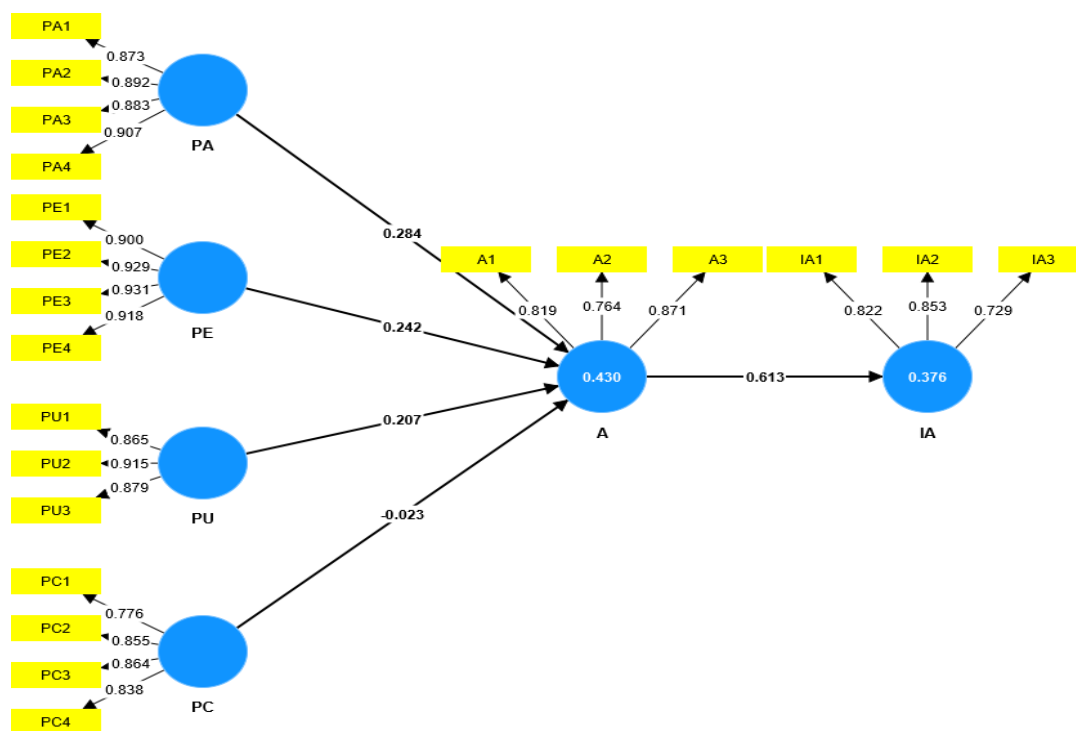 PA1
0.873
PA2
0.892
PA3
0.883
PA4
0.907
PA
PE1
0.900
PE2
0.929
PE3
0.931
PE4
0.918
PE
PU1
0.865
PU2
0.915
PU3
0.879
PU
PC1
0.776
PC2
0.855
PC3
0.864
PC4
0.838
PC
0.284
0.242
0.207
-0.023
A1 A2 A3
0.819 0.764 0.871
0.430
A
0.613
IA1 IA2 IA3
0.822 0.853 0.729
0.376
IA